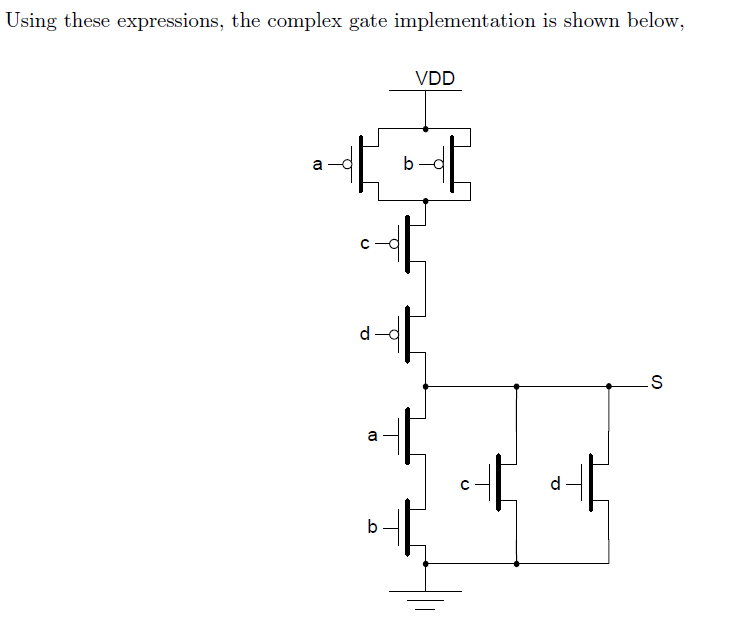 Using these expressions, the complex gate implementation is shown below,
VDD
a b
c
d
S
a
c d
b